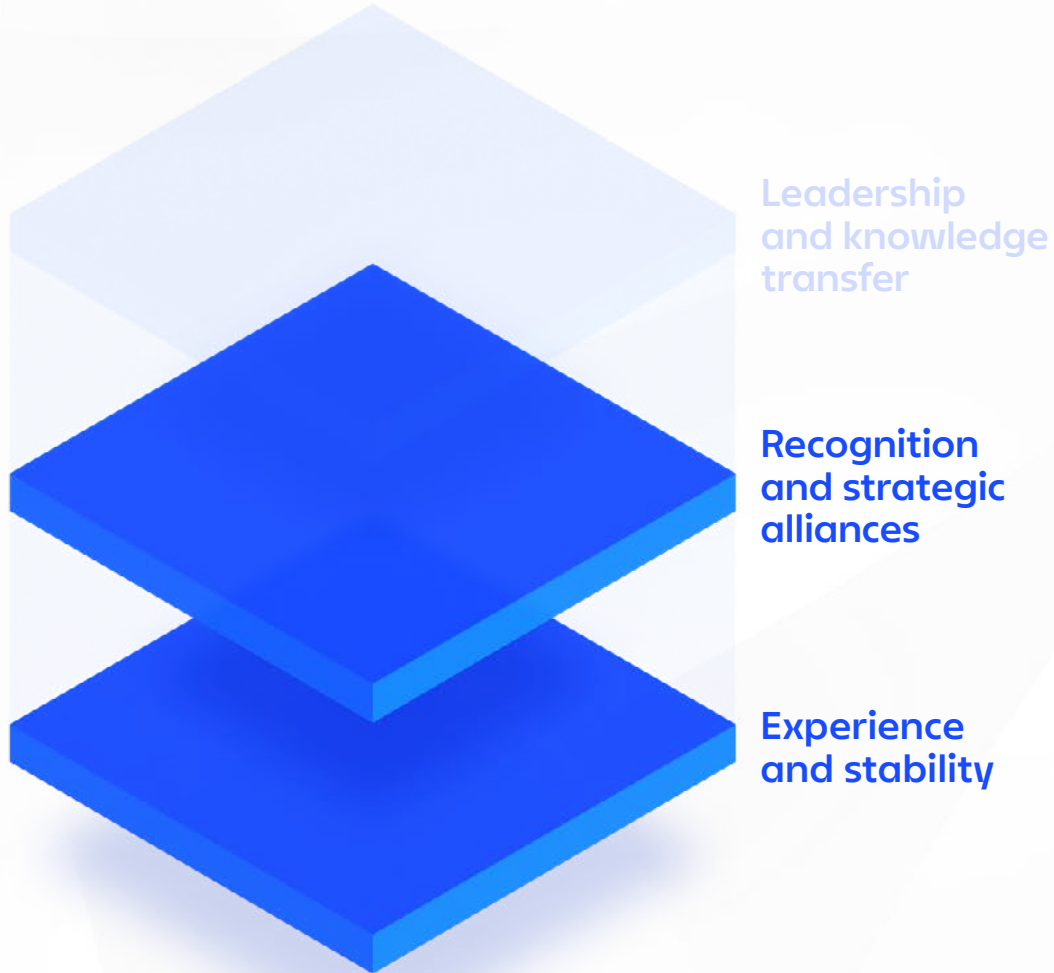 Leadership
and knowledge
transfer
Recognition
and strategic
alliances
Experience
and stability